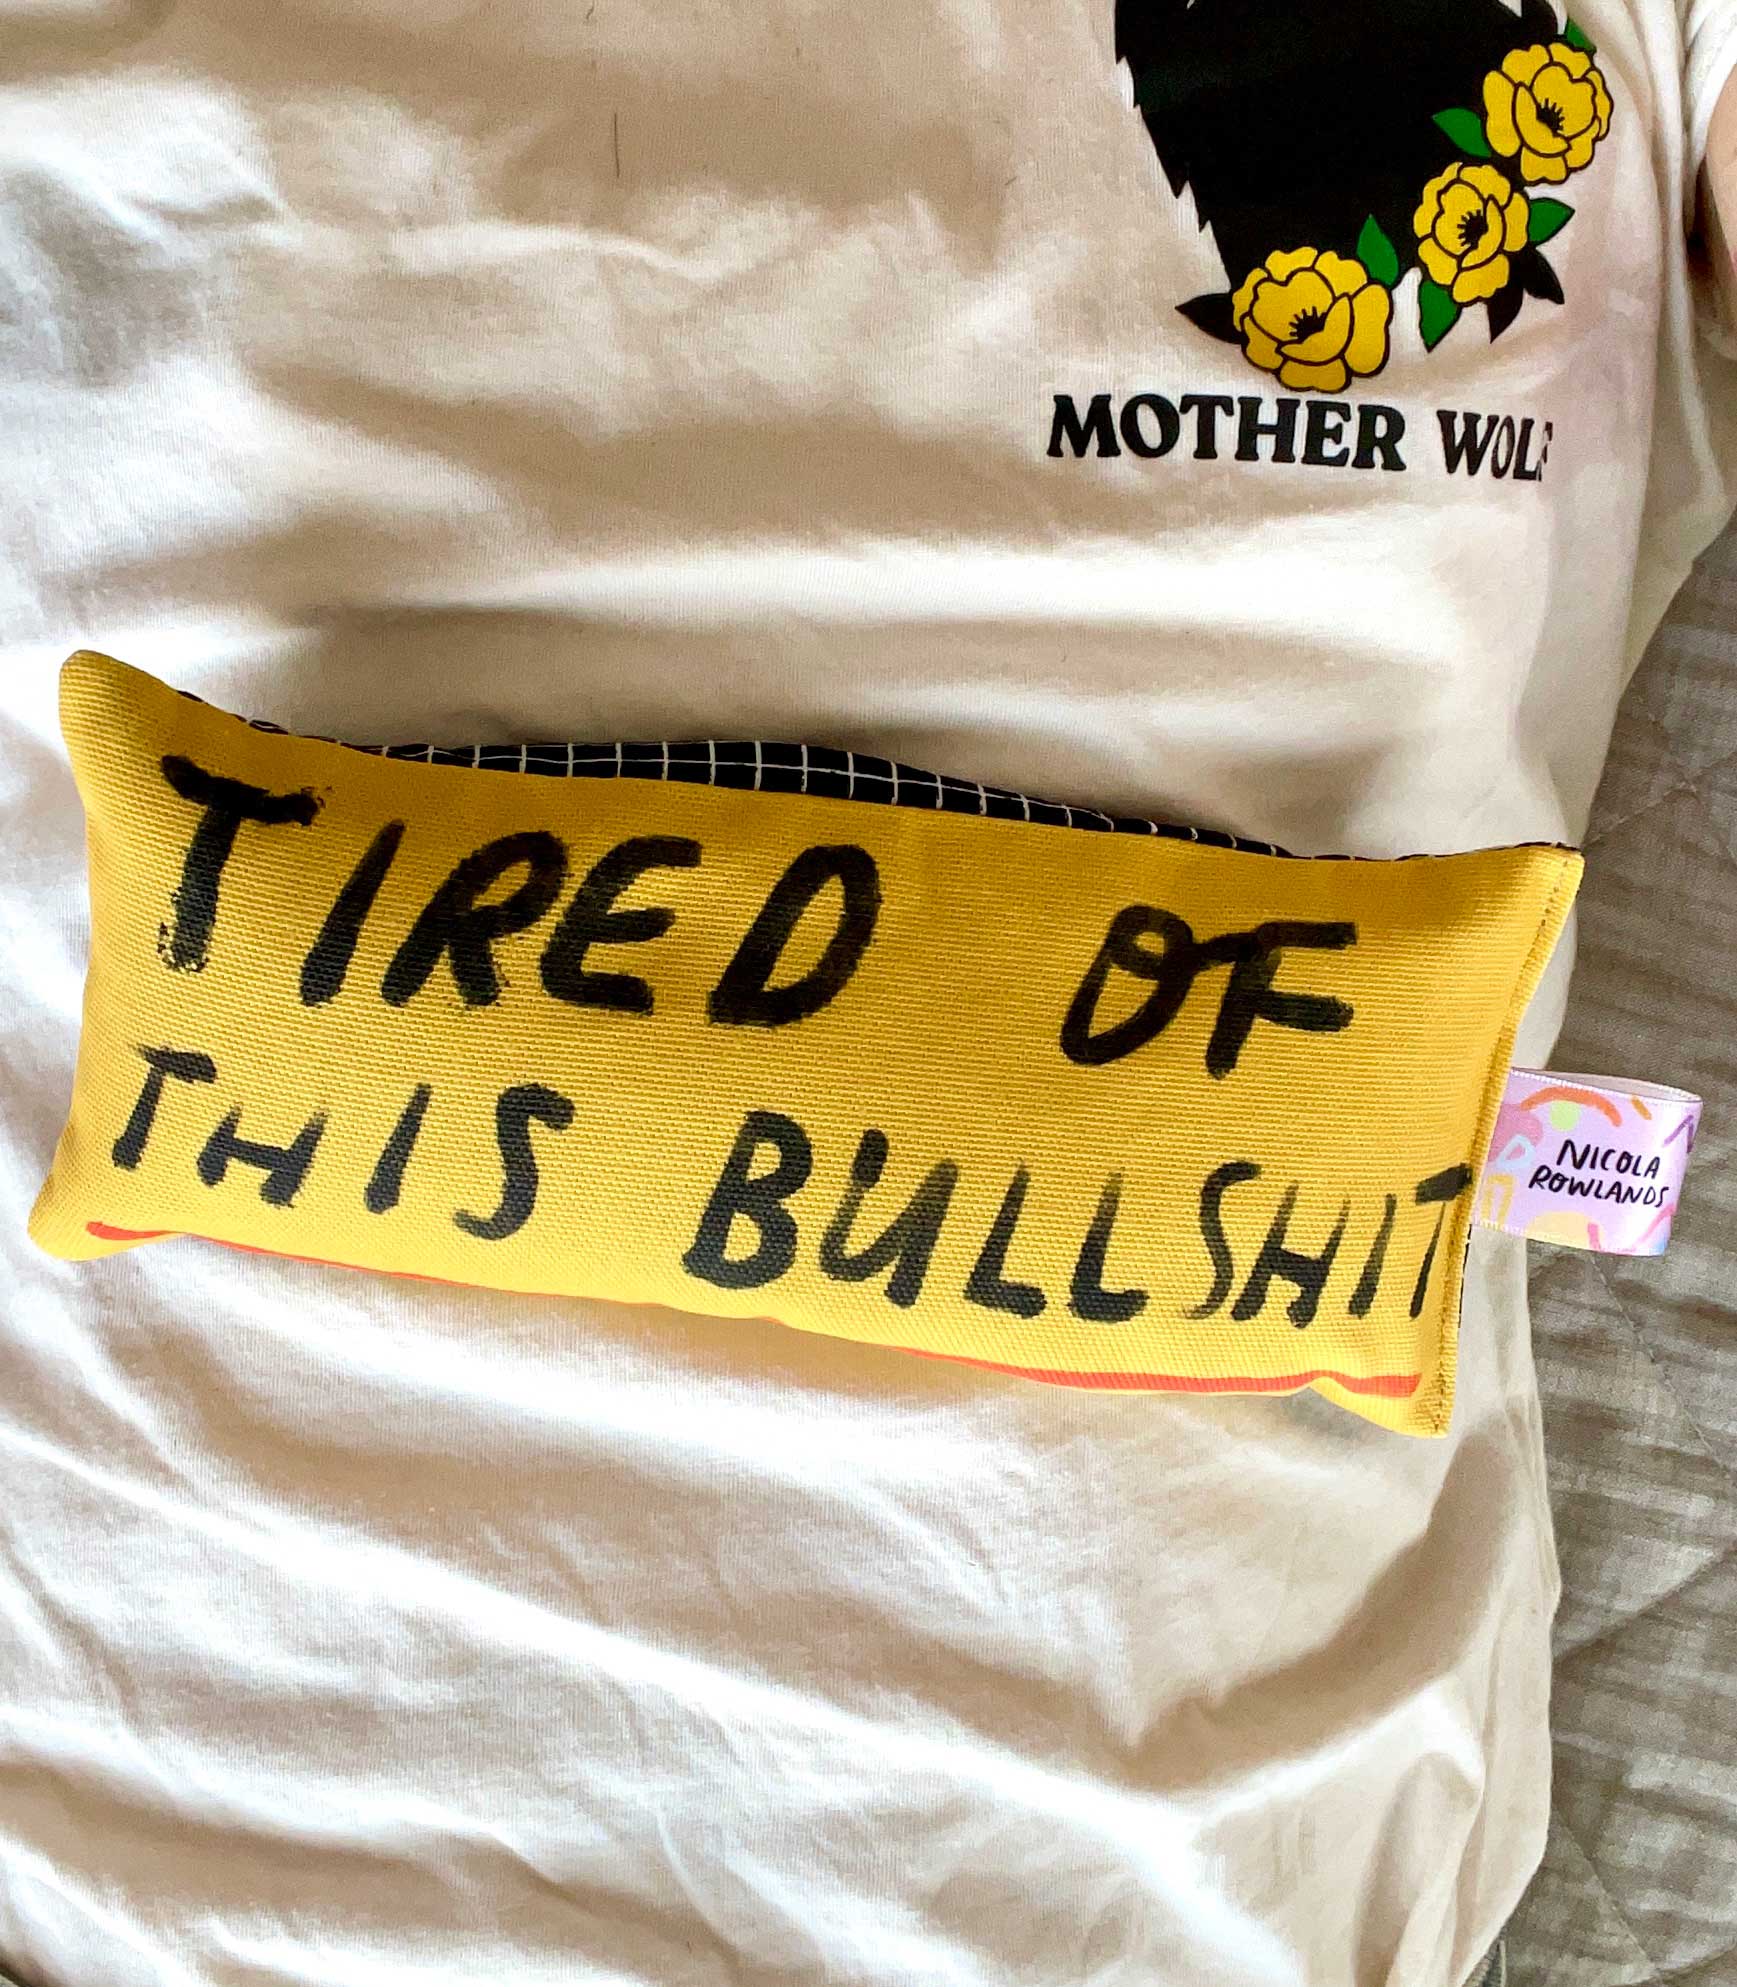 MOTHER WOLF
TIRED OF
THIS BULLSHIT
NICOLA
ROWLANDS